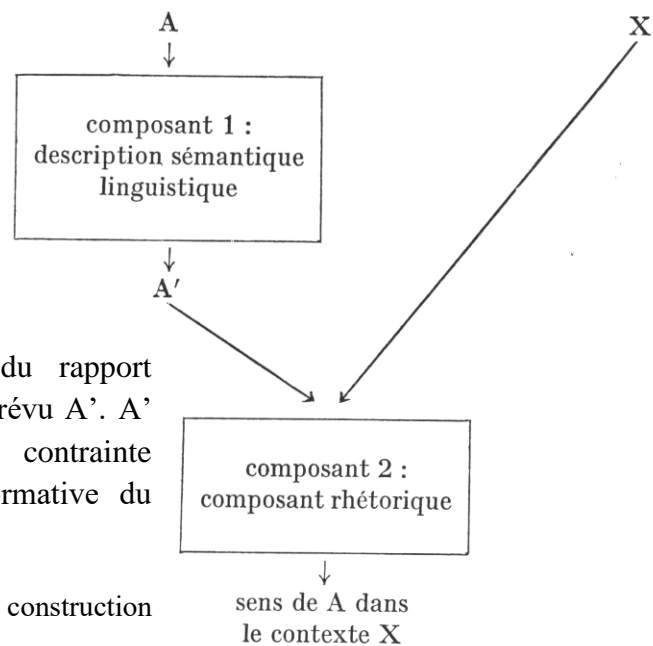 A
X
↓
composant 1 :
description sémantique
linguistique
↓
A′
du rapport
révu A’. A’
contrainte
rmative du
construction
composant 2 :
composant rhétorique
↓
sens de A dans
le contexte X